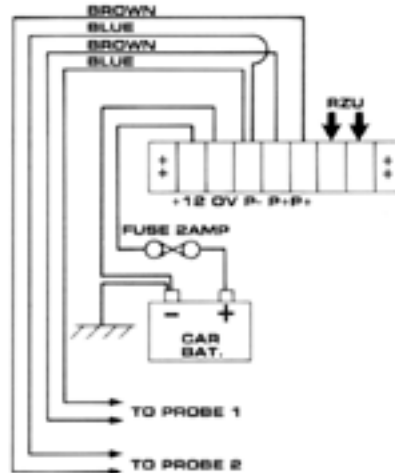 BROWN
BLUE
BROWN
BLUE
RZU
+12 0V P- P+P+
FUSE 2AMP
- +
CAR
BAT.
TO PROBE 1
TO PROBE 2